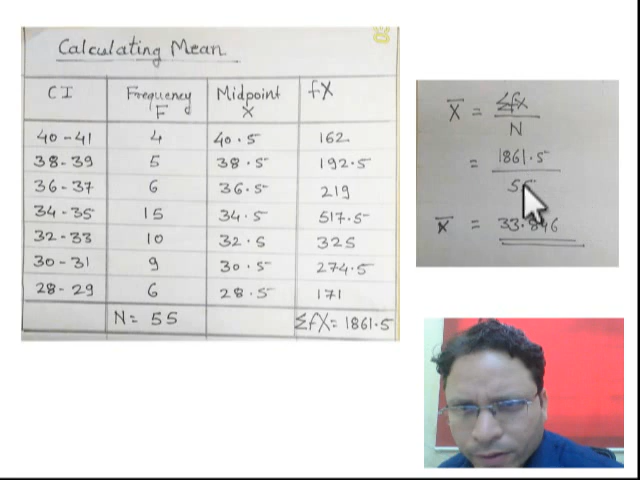 Calculating Mean
CI Frequency F Midpoint X fX
40-41 4 40.5 162
38-39 5 38.5 192.5
36-37 6 36.5 219
34-35 15 34.5 517.5
32-33 10 32.5 325
30-31 9 30.5 274.5
28-29 6 28.5 171
N = 55 ΣfX = 1861.5
X̄ = ΣfX
N
= 1861.5
X̄ = 33.846